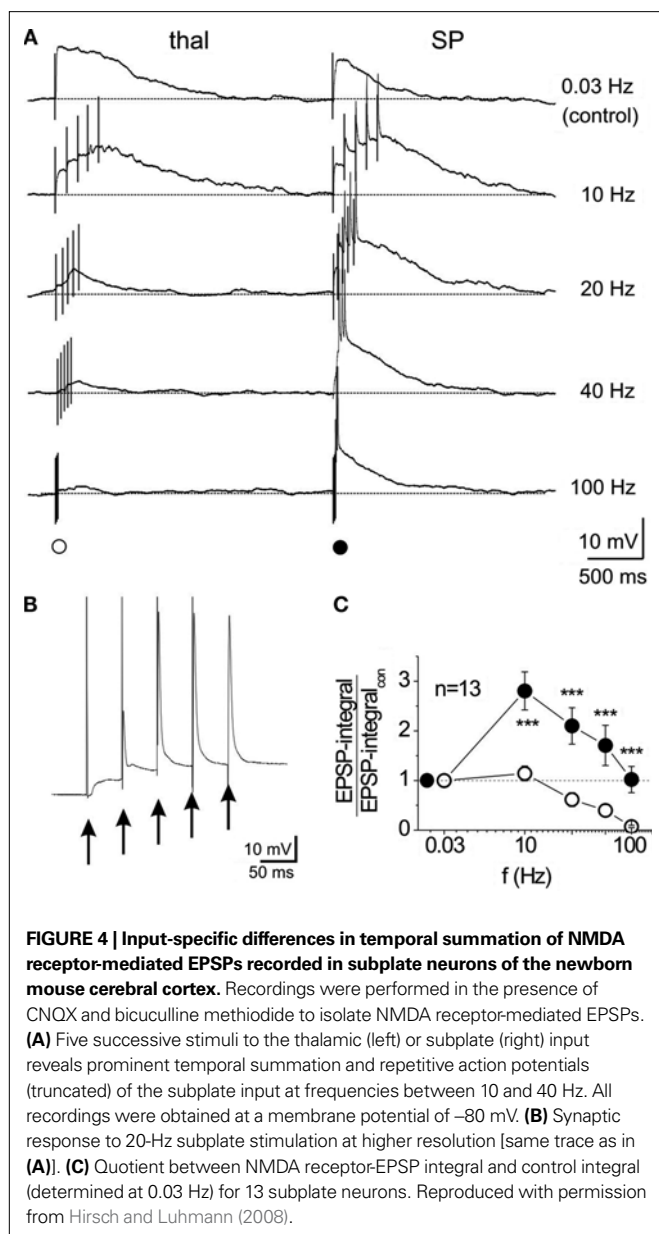 A
thal
SP
0.03 Hz
(control)
10 Hz
20 Hz
40 Hz
100 Hz
10 mV
500 ms
B
10 mV
50 ms
C
EPSP-integral
EPSP-integralcon
n=13
***
***
***
***
3
2
1
0
0.03
10
100
f (Hz)
FIGURE 4 | Input-specific differences in temporal summation of NMDA
receptor-mediated EPSPs recorded in subplate neurons of the newborn
mouse cerebral cortex. Recordings were performed in the presence of
CNQX and bicuculline methiodide to isolate NMDA receptor-mediated EPSPs.
(A) Five successive stimuli to the thalamic (left) or subplate (right) input
reveals prominent temporal summation and repetitive action potentials
(truncated) of the subplate input at frequencies between 10 and 40 Hz. All
recordings were obtained at a membrane potential of –80 mV. (B) Synaptic
response to 20-Hz subplate stimulation at higher resolution [same trace as in
(A)]. (C) Quotient between NMDA receptor-EPSP integral and control integral
(determined at 0.03 Hz) for 13 subplate neurons. Reproduced with permission
from Hirsch and Luhmann (2008).